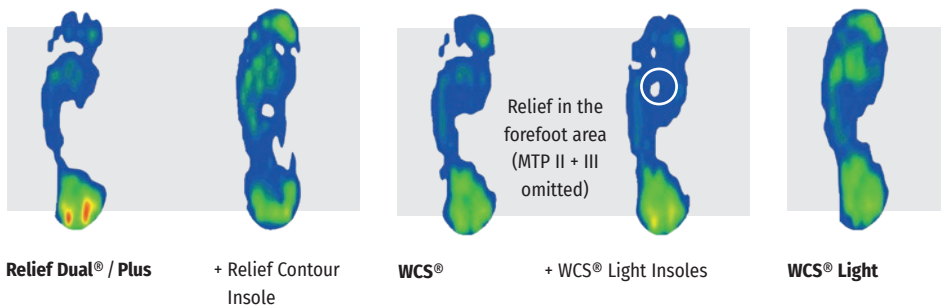 Relief in the
forefoot area
(MTP II + III
omitted)
Relief Dual® / Plus
+ Relief Contour
Insole
WCS®
+ WCS® Light Insoles
WCS® Light